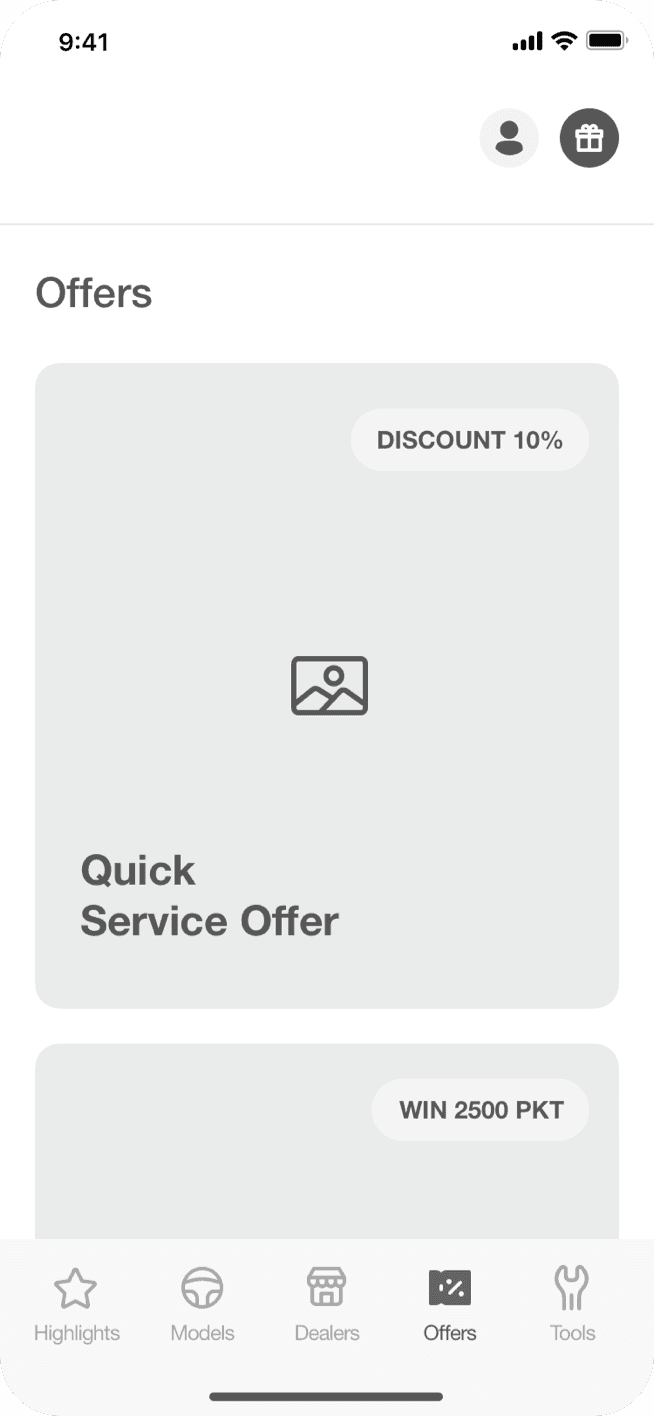 9:41
Offers
DISCOUNT 10%
Quick
Service Offer
WIN 2500 PKT
Highlights
Models
Dealers
Offers
Tools